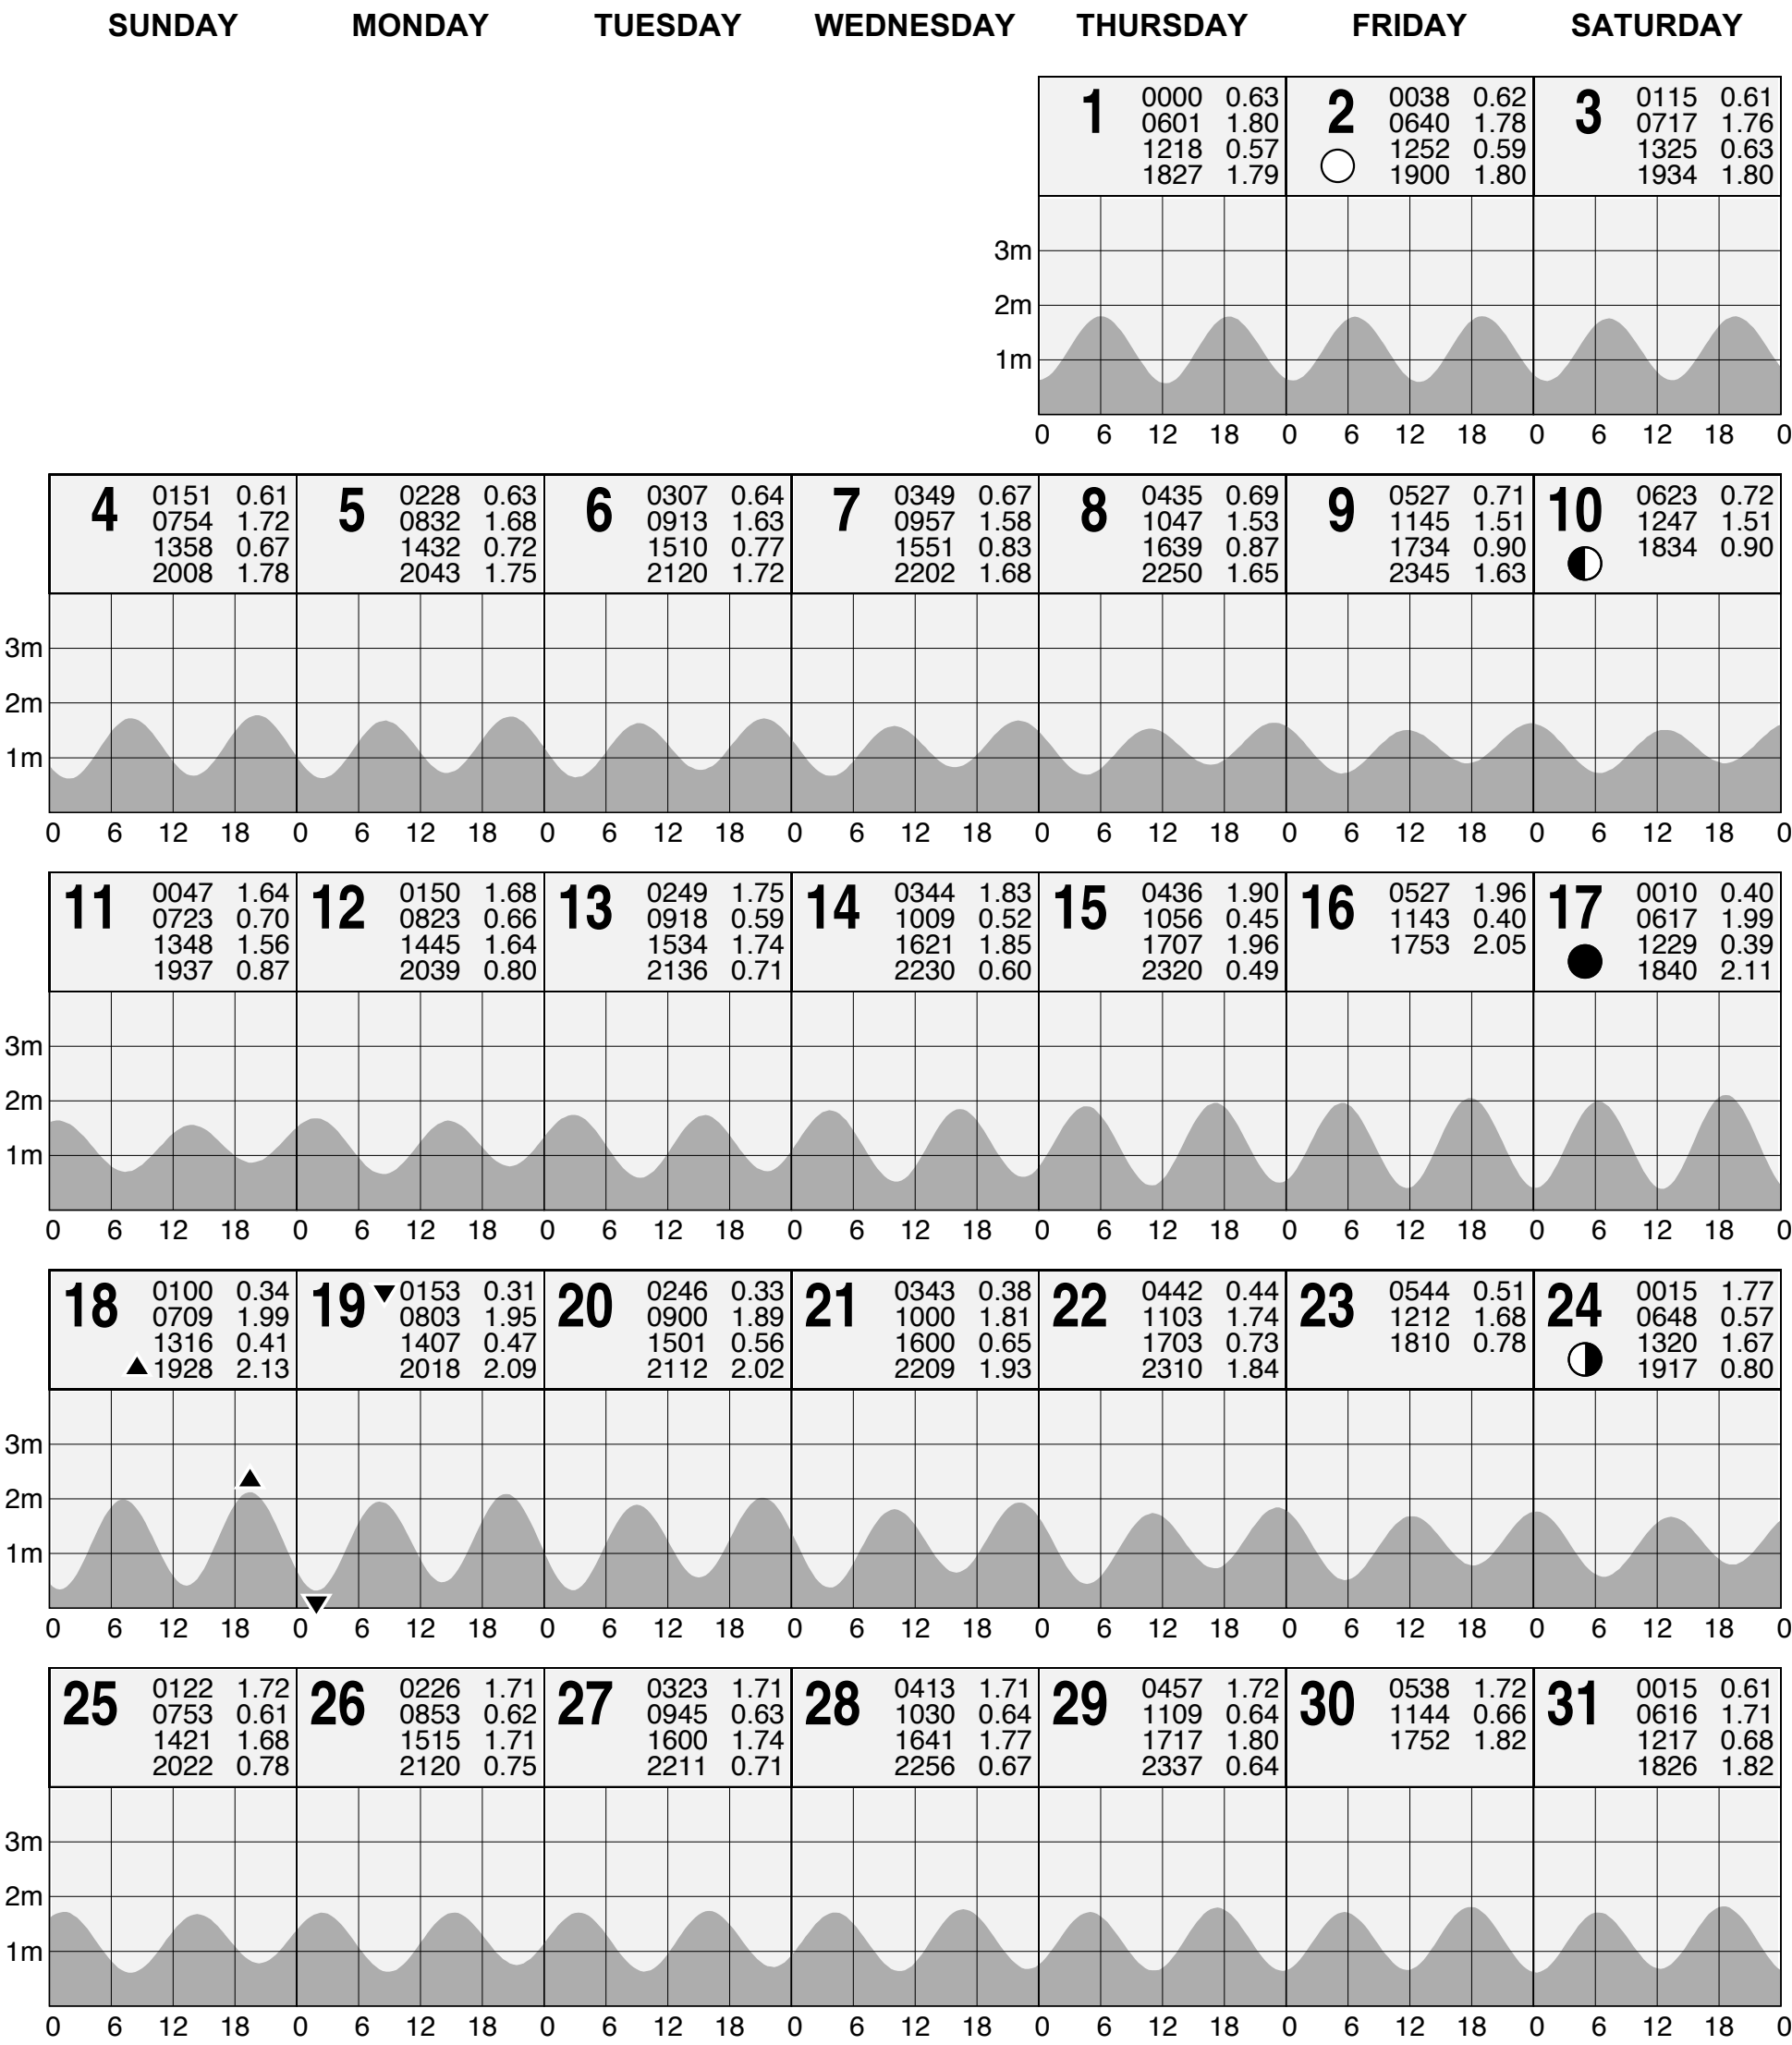 SUNDAY MONDAY TUESDAY WEDNESDAY THURSDAY FRIDAY SATURDAY
1 0000 0.63 2 0038 0.62 3 0115 0.61
0601 1.80 0640 1.78 0717 1.76
1218 0.57 1252 0.59 1325 0.63
1827 1.79 1900 1.80 1934 1.80
3m
2m
1m
0 6 12 18 0 6 12 18 0 6 12 18 0
4 0151 0.61 5 0228 0.63 6 0307 0.64 7 0349 0.67 8 0435 0.69 9 0527 0.71 10 0623 0.72
0754 1.72 0832 1.68 0913 1.63 0957 1.58 1047 1.53 1145 1.51 1247 1.51
1358 0.67 1432 0.72 1510 0.77 1551 0.83 1639 0.87 1734 0.90 1834 0.90
2008 1.78 2043 1.75 2120 1.72 2202 1.68 2250 1.65 2345 1.63
3m
2m
1m
0 6 12 18 0 6 12 18 0 6 12 18 0 6 12 18 0 6 12 18 0 6 12 18 0 6 12 18 0
11 0047 1.64 12 0150 1.68 13 0249 1.75 14 0344 1.83 15 0436 1.90 16 0527 1.96 17 0010 0.40
0723 0.70 0823 0.66 0918 0.59 1009 0.52 1056 0.45 1143 0.40 0617 1.99
1348 1.56 1445 1.64 1534 1.74 1621 1.85 1707 1.96 1753 2.05 1229 0.39
1937 0.87 2039 0.80 2136 0.71 2230 0.60 2320 0.49 1840 2.11
3m
2m
1m
0 6 12 18 0 6 12 18 0 6 12 18 0 6 12 18 0 6 12 18 0 6 12 18 0 6 12 18 0
18 0100 0.34 19 0153 0.31 20 0246 0.33 21 0343 0.38 22 0442 0.44 23 0544 0.51 24 0015 1.77
0709 1.99 0803 1.95 0900 1.89 1000 1.81 1103 1.74 1212 1.68 0648 0.57
1316 0.41 1407 0.47 1501 0.56 1600 0.65 1703 0.73 1810 0.78 1320 1.67
1928 2.13 2018 2.09 2112 2.02 2209 1.93 2310 1.84 1917 0.80
3m
2m
1m
0 6 12 18 0 6 12 18 0 6 12 18 0 6 12 18 0 6 12 18 0 6 12 18 0 6 12 18 0
25 0122 1.72 26 0226 1.71 27 0323 1.71 28 0413 1.71 29 0457 1.72 30 0538 1.72 31 0015 0.61
0753 0.61 0853 0.62 0945 0.63 1030 0.64 1109 0.64 1144 0.66 0616 1.71
1421 1.68 1515 1.71 1600 1.74 1641 1.77 1717 1.80 1752 1.82 1217 0.68
2022 0.78 2120 0.75 2211 0.71 2256 0.67 2337 0.64 1826 1.82
3m
2m
1m
0 6 12 18 0 6 12 18 0 6 12 18 0 6 12 18 0 6 12 18 0 6 12 18 0 6 12 18 0